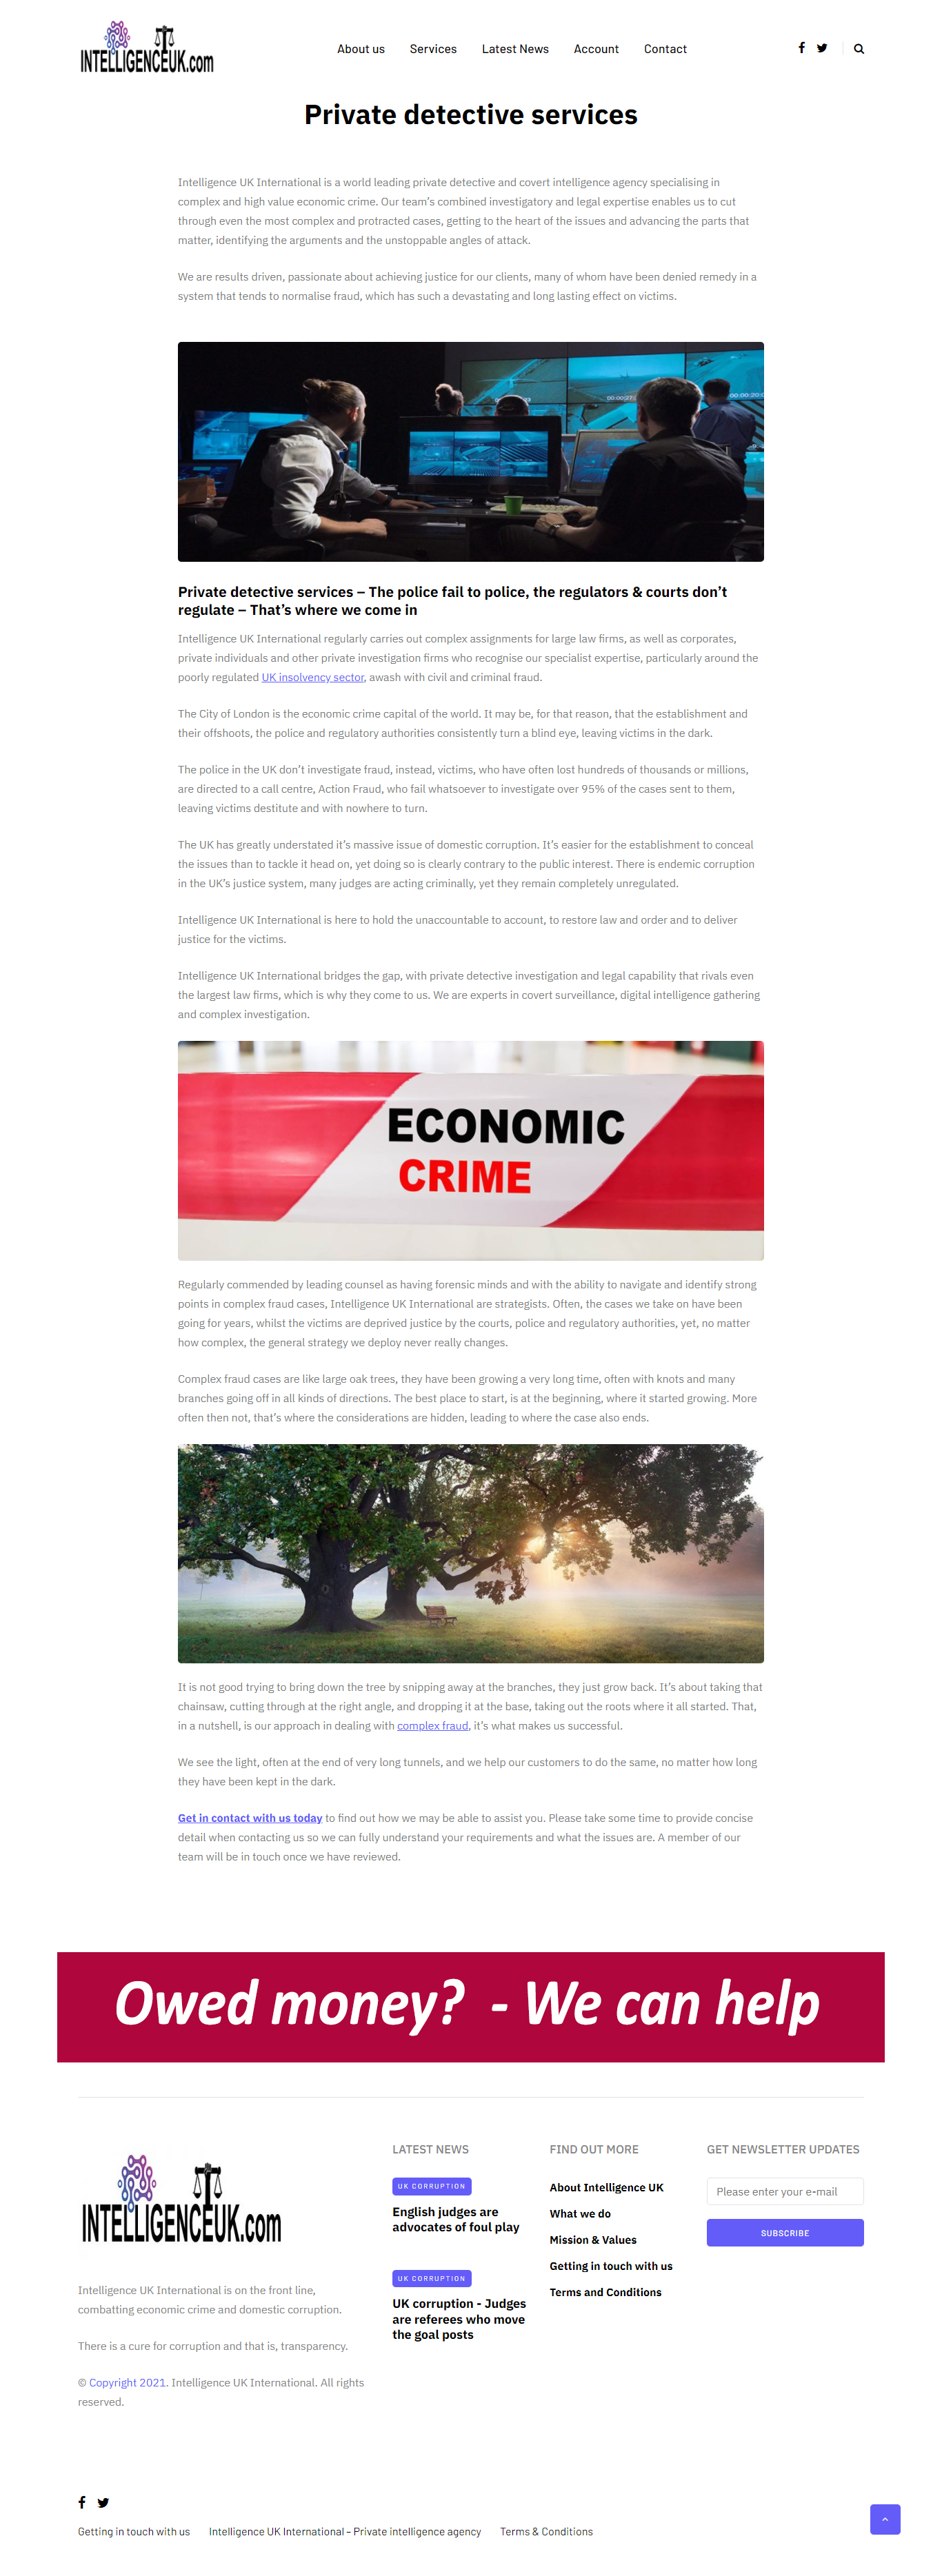 INTELLIGENCEUK.com
About us
Services
Latest News
Account
Contact
Private detective services
Intelligence UK International is a world leading private detective and covert intelligence agency specialising in
complex and high value economic crime. Our team's combined investigatory and legal expertise enables us to cut
through even the most complex and protracted cases, getting to the heart of the issues and advancing the parts that
matter, identifying the arguments and the unstoppable angles of attack.
We are results driven, passionate about achieving justice for our clients, many of whom have been denied remedy in a
system that tends to normalise fraud, which has such a devastating and long lasting effect on victims.
Private detective services – The police fail to police, the regulators & courts don't
regulate – That's where we come in
Intelligence UK International regularly carries out complex assignments for large law firms, as well as corporates,
private individuals and other private investigation firms who recognise our specialist expertise, particularly around the
poorly regulated UK insolvency sector, awash with civil and criminal fraud.
The City of London is the economic crime capital of the world. It may be, for that reason, that the establishment and
their offshoots, the police and regulatory authorities consistently turn a blind eye, leaving victims in the dark.
The police in the UK don't investigate fraud, instead, victims, who have often lost hundreds of thousands or millions,
are directed to a call centre, Action Fraud, who fail whatsoever to investigate over 95% of the cases sent to them,
leaving victims destitute and with nowhere to turn.
The UK has greatly understated it's massive issue of domestic corruption. It's easier for the establishment to conceal
the issues than to tackle it head on, yet doing so is clearly contrary to the public interest. There is endemic corruption
in the UK's justice system, many judges are acting criminally, yet they remain completely unregulated.
Intelligence UK International is here to hold the unaccountable to account, to restore law and order and to deliver
justice for the victims.
Intelligence UK International bridges the gap, with private detective investigation and legal capability that rivals even
the largest law firms, which is why they come to us. We are experts in covert surveillance, digital intelligence gathering
and complex investigation.
ECONOMIC
CRIME
Regularly commended by leading counsel as having forensic minds and with the ability to navigate and identify strong
points in complex fraud cases, Intelligence UK International are strategists. Often, the cases we take on have been
going for years, whilst the victims are deprived justice by the courts, police and regulatory authorities, yet, no matter
how complex, the general strategy we deploy never really changes.
Complex fraud cases are like large oak trees, they have been growing a very long time, often with knots and many
branches going off in all kinds of directions. The best place to start, is at the beginning, where it started growing. More
often then not, that's where the considerations are hidden, leading to where the case also ends.
It is not good trying to bring down the tree by snipping away at the branches, they just grow back. It's about taking that
chainsaw, cutting through at the right angle, and dropping it at the base, taking out the roots where it all started. That,
in a nutshell, is our approach in dealing with complex fraud, it's what makes us successful.
We see the light, often at the end of very long tunnels, and we help our customers to do the same, no matter how long
they have been kept in the dark.
Get in contact with us today to find out how we may be able to assist you. Please take some time to provide concise
detail when contacting us so we can fully understand your requirements and what the issues are. A member of our
team will be in touch once we have reviewed.
Owed money? - We can help
INTELLIGENCEUK.com
Intelligence UK International is on the front line,
combatting economic crime and domestic corruption.
There is a cure for corruption and that is, transparency.
© Copyright 2021. Intelligence UK International. All rights
reserved.
LATEST NEWS
UK CORRUPTION
English judges are
advocates of foul play
UK CORRUPTION
UK corruption - Judges
are referees who move
the goal posts
FIND OUT MORE
About Intelligence UK
What we do
Mission & Values
Getting in touch with us
Terms and Conditions
GET NEWSLETTER UPDATES
Please enter your e-mail
SUBSCRIBE
Getting in touch with us
Intelligence UK International – Private intelligence agency
Terms & Conditions